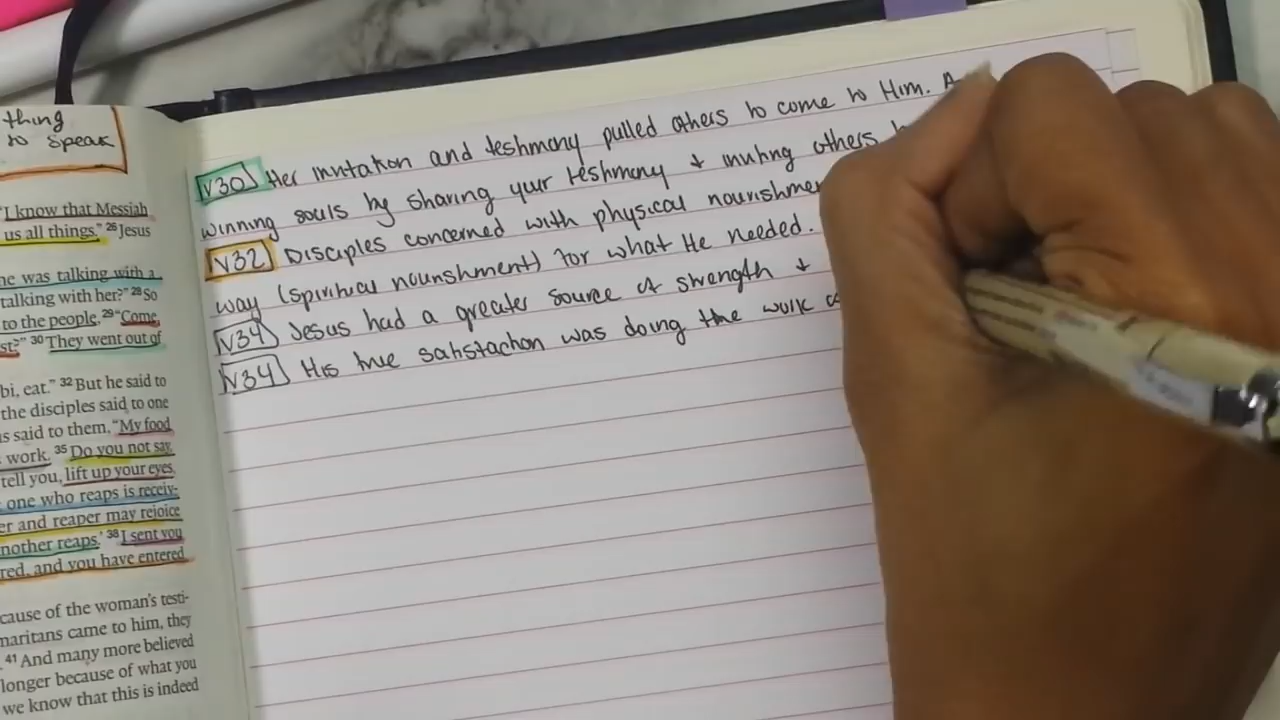 thing
to speak
"I know that Messiah
us all things." 26 Jesus
he was talking with a
talking with her?" 28 So
to the people, 29 "Come
st?" 30 They went out of
bi, eat." 32 But he said to
the disciples said to one
s said to them, "My food
work. 35 Do you not say,
tell you, lift up your eyes,
one who reaps is receiv-
er and reaper may rejoice
nother reaps.' 38 I sent you
red, and you have entered
cause of the woman's testi-
maritans came to him, they
41 And many more believed
longer because of what you
we know that this is indeed
V30 Her invitation and testimony pulled others to come to Him. A
winning souls by sharing your testimony + inviting others
V32 Disciples concerned with physical nourishmen
way (spiritual nourishment) for what He needed.
V34 Jesus had a greater source of strength +
V34 His true satisfaction was doing the work